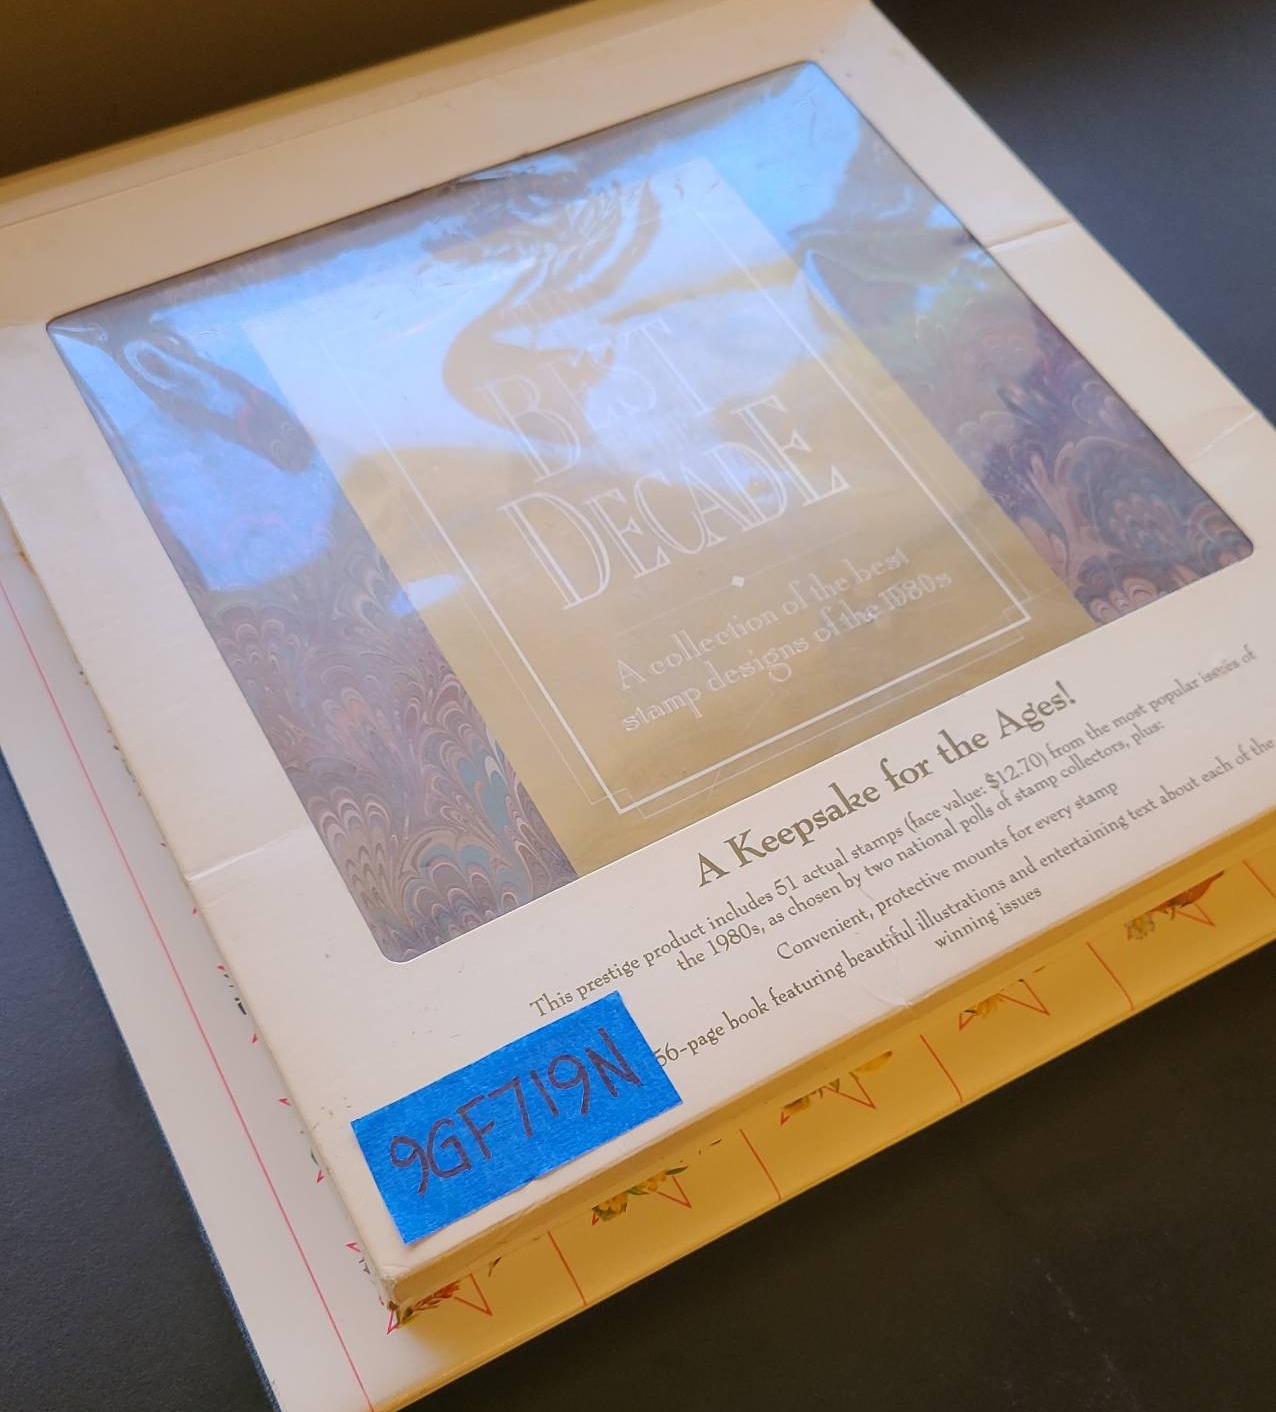 BEST
DECADE
A collection of the best
stamp designs of the 1980s
A Keepsake for the Ages!
This prestige product includes 51 actual stamps (face value: $12.70) from the most popular issues of
the 1980s, as chosen by two national polls of stamp collectors, plus:
Convenient, protective mounts for every stamp
56-page book featuring beautiful illustrations and entertaining text about each of the
winning issues
9GF719N